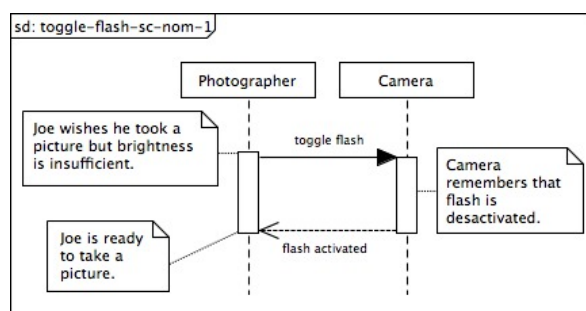 sd: toggle-flash-sc-nom-1
Photographer
Camera
Joe wishes he took a
picture but brightness
is insufficient.
toggle flash
Camera
remembers that
flash is
desactivated.
Joe is ready
to take a
picture.
flash activated